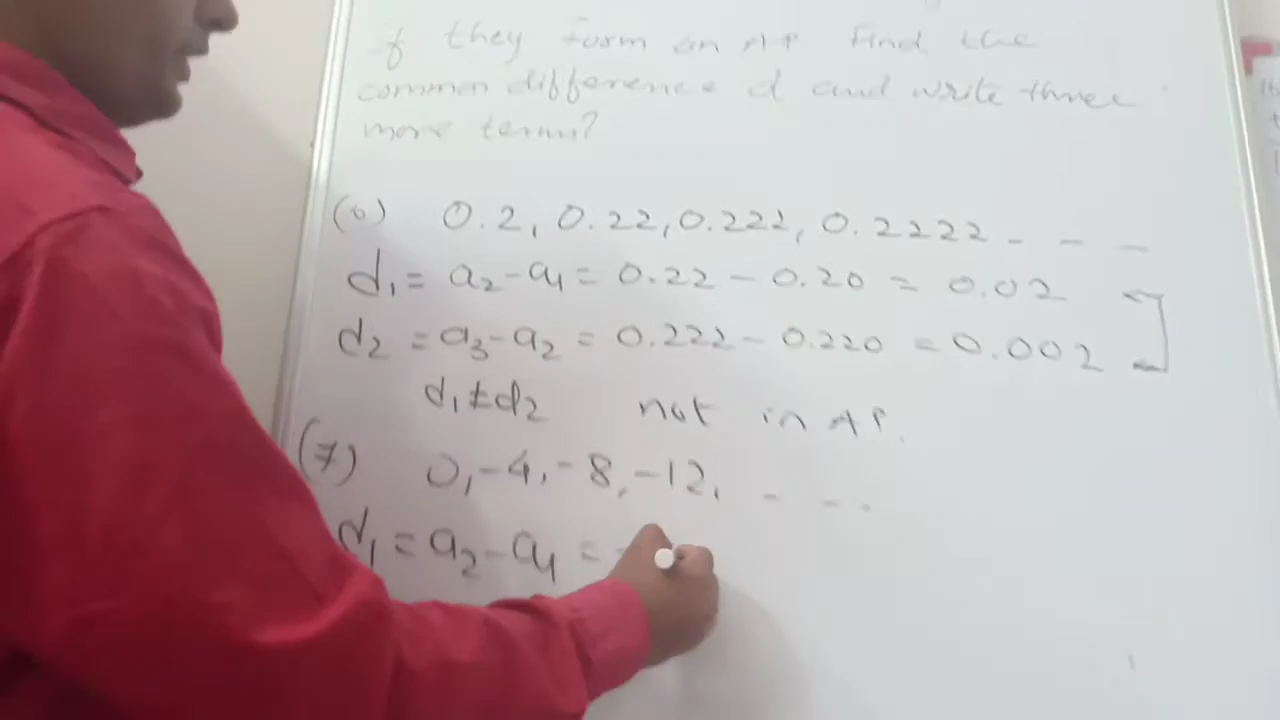 if they form an AP find the
common difference d and write three
more term?
(6) 0.2, 0.22, 0.222, 0.2222 - - -
d₁ = a₂-a₁ = 0.22 - 0.20 = 0.02
d₂ = a₃-a₂ = 0.222 - 0.220 = 0.002
d₁≠d₂ not in AP.
(7) 0, -4, -8, -12, - - -
d₁ = a₂-a₁ =